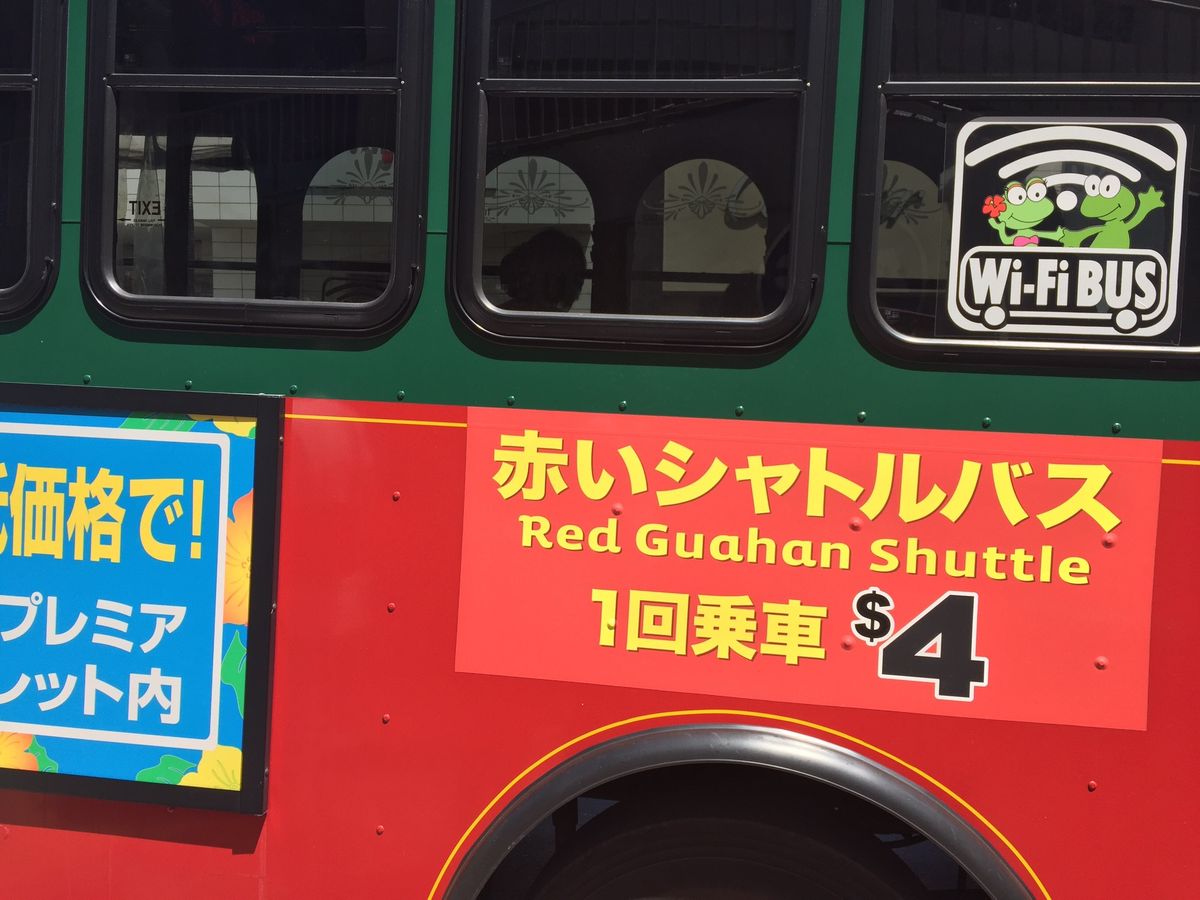 EXIT
Wi-Fi BUS
価格で!
プレミア
レット内
赤いシャトルバス
Red Guahan Shuttle
1回乗車 $4